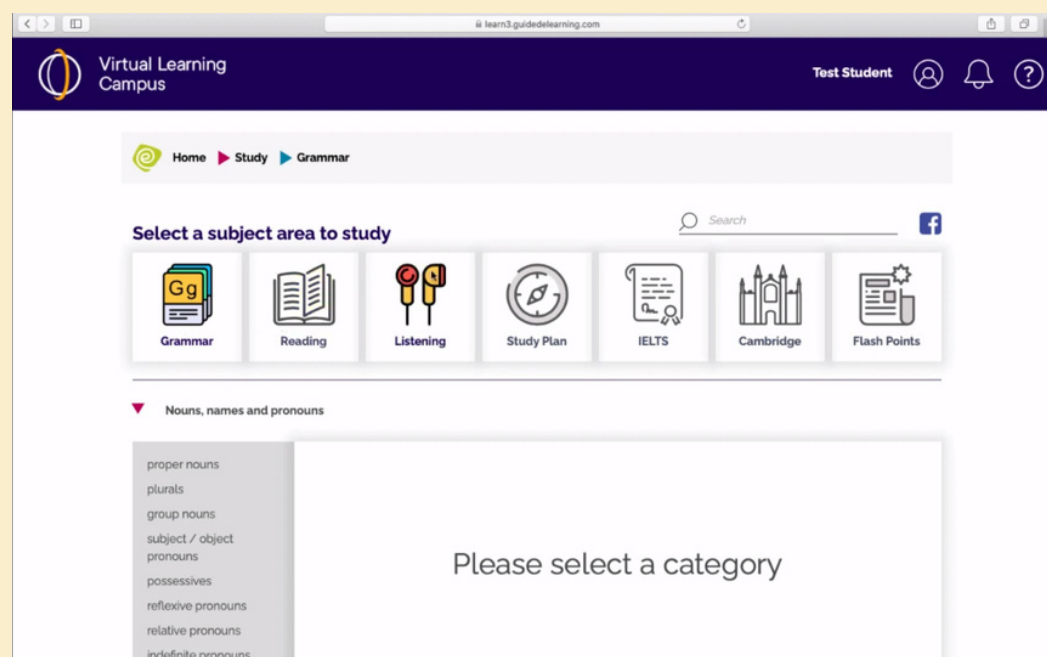 learn3.guidedelearning.com
Virtual Learning
Campus
Test Student
?
Home Study Grammar
Select a subject area to study
Search
f
Gg
Grammar
Reading
Listening
Study Plan
IELTS
Cambridge
Flash Points
Nouns, names and pronouns
proper nouns
plurals
group nouns
subject / object
pronouns
possessives
reflexive pronouns
relative pronouns
indefinite pronouns
Please select a category